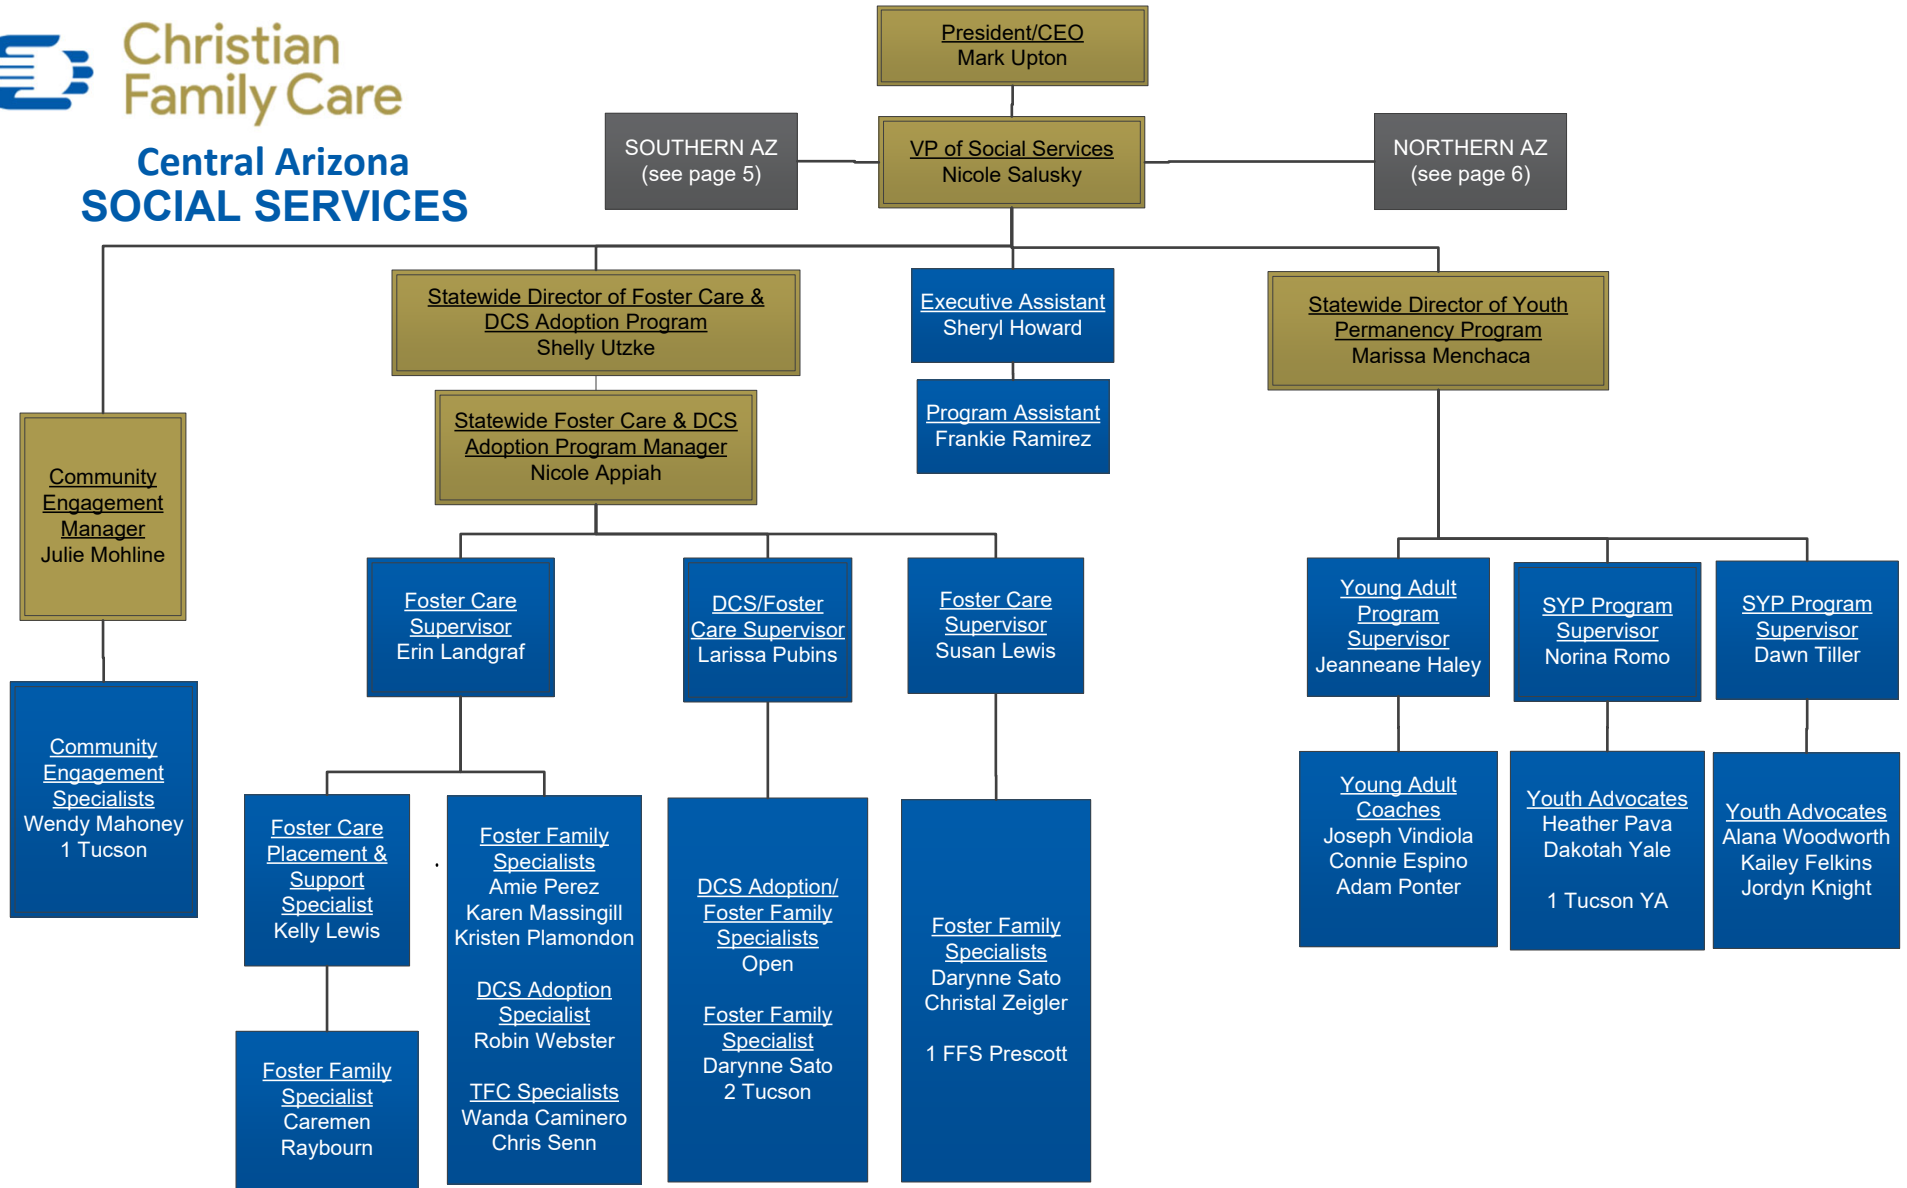 Christian
Family Care
Central Arizona
SOCIAL SERVICES
President/CEO
Mark Upton
SOUTHERN AZ
(see page 5)
VP of Social Services
Nicole Salusky
NORTHERN AZ
(see page 6)
Statewide Director of Foster Care &
DCS Adoption Program
Shelly Utzke
Executive Assistant
Sheryl Howard
Statewide Director of Youth
Permanency Program
Marissa Menchaca
Program Assistant
Frankie Ramirez
Statewide Foster Care & DCS
Adoption Program Manager
Nicole Appiah
Community
Engagement
Manager
Julie Mohline
Foster Care
Supervisor
Erin Landgraf
DCS/Foster
Care Supervisor
Larissa Pubins
Foster Care
Supervisor
Susan Lewis
Young Adult
Program
Supervisor
Jeanneane Haley
SYP Program
Supervisor
Norina Romo
SYP Program
Supervisor
Dawn Tiller
Community
Engagement
Specialists
Wendy Mahoney
1 Tucson
Foster Care
Placement &
Support
Specialist
Kelly Lewis
Foster Family
Specialists
Amie Perez
Karen Massingill
Kristen Plamondon
DCS Adoption
Specialist
Robin Webster
TFC Specialists
Wanda Caminero
Chris Senn
DCS Adoption/
Foster Family
Specialists
Open
Foster Family
Specialist
Darynne Sato
2 Tucson
Foster Family
Specialists
Darynne Sato
Christal Zeigler
1 FFS Prescott
Young Adult
Coaches
Joseph Vindiola
Connie Espino
Adam Ponter
Youth Advocates
Heather Pava
Dakotah Yale
1 Tucson YA
Youth Advocates
Alana Woodworth
Kailey Felkins
Jordyn Knight
Foster Family
Specialist
Caremen
Raybourn